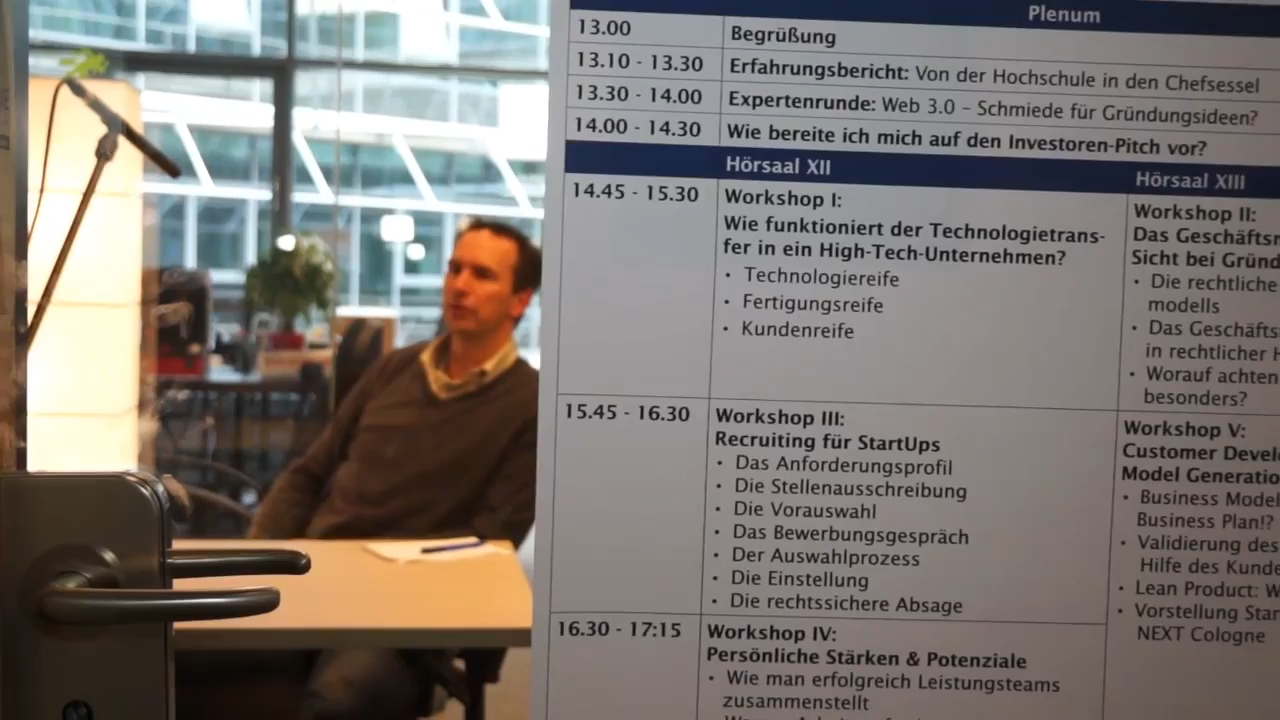 Plenum
13.00 Begrüßung
13.10 - 13.30 Erfahrungsbericht: Von der Hochschule in den Chefsessel
13.30 - 14.00 Expertenrunde: Web 3.0 – Schmiede für Gründungsideen?
14.00 - 14.30 Wie bereite ich mich auf den Investoren-Pitch vor?
Hörsaal XII
14.45 - 15.30 Workshop I:
Wie funktioniert der Technologietrans-
fer in ein High-Tech-Unternehmen?
• Technologiereife
• Fertigungsreife
• Kundenreife
15.45 - 16.30 Workshop III:
Recruiting für StartUps
• Das Anforderungsprofil
• Die Stellenausschreibung
• Die Vorauswahl
• Das Bewerbungsgespräch
• Der Auswahlprozess
• Die Einstellung
• Die rechtssichere Absage
16.30 - 17:15 Workshop IV:
Persönliche Stärken & Potenziale
• Wie man erfolgreich Leistungsteams
zusammenstellt
Hörsaal XIII
Workshop II:
Das Geschäfts
Sicht bei Gründ
• Die rechtliche
modells
• Das Geschäfts
in rechtlicher
• Worauf achten
besonders?
Workshop V:
Customer Devel
Model Generatio
• Business Model
Business Plan!?
• Validierung des
Hilfe des Kunde
• Lean Product: W
• Vorstellung Star
NEXT Cologne